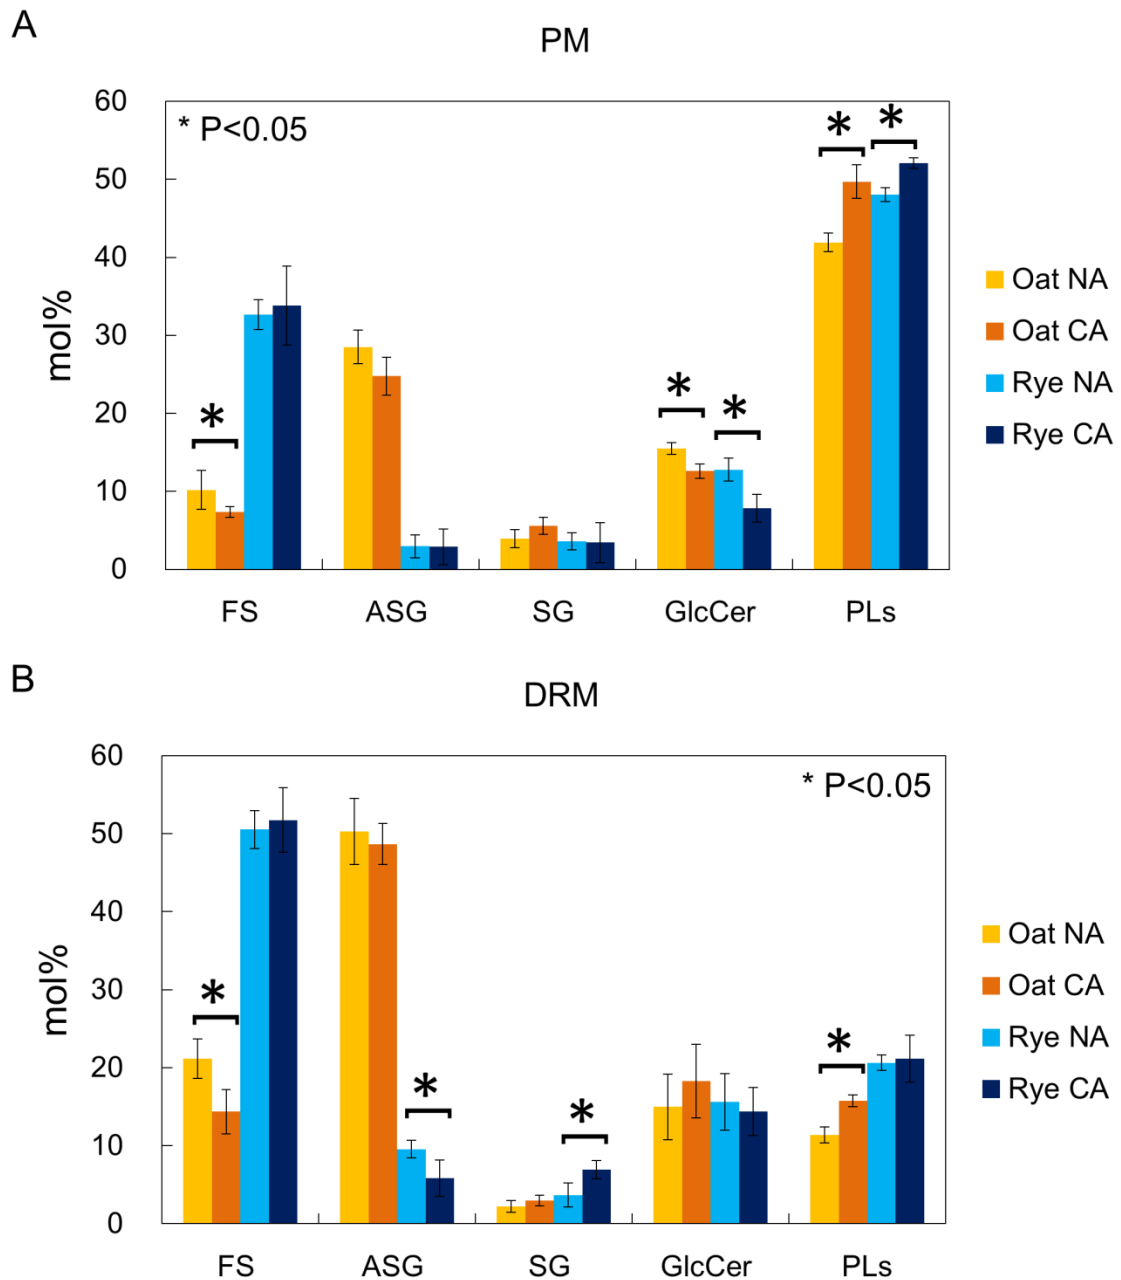 A
PM
* P<0.05
60
50
40
30
20
10
0
mol%
* * * * *
FS ASG SG GlcCer PLs
Oat NA
Oat CA
Rye NA
Rye CA
B
DRM
* P<0.05
60
50
40
30
20
10
0
mol%
* * * *
FS ASG SG GlcCer PLs
Oat NA
Oat CA
Rye NA
Rye CA